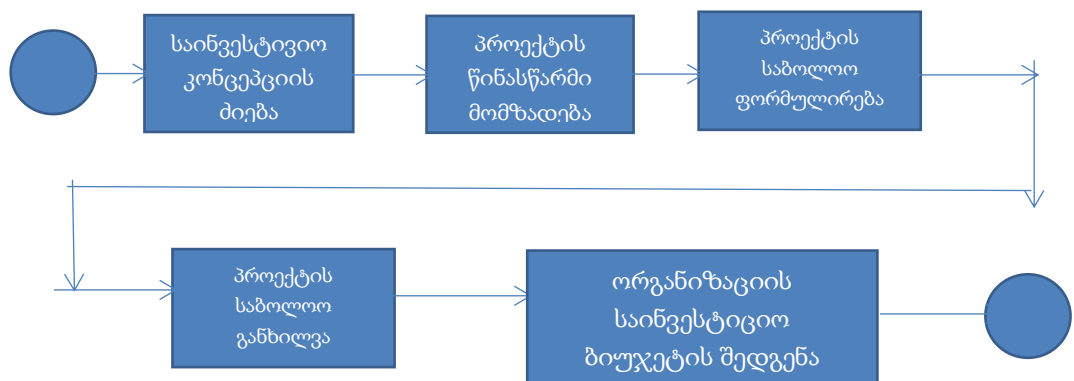 საინვესტივიო
კონცეპციის
ძიება
პროექტის
წინასწარმი
მომზადება
პროექტის
საბოლოო
ფორმულირება
პროექტის
საბოლოო
განხილვა
ორგანიზაციის
საინვესტიციო
ბიუჯეტის შედგენა